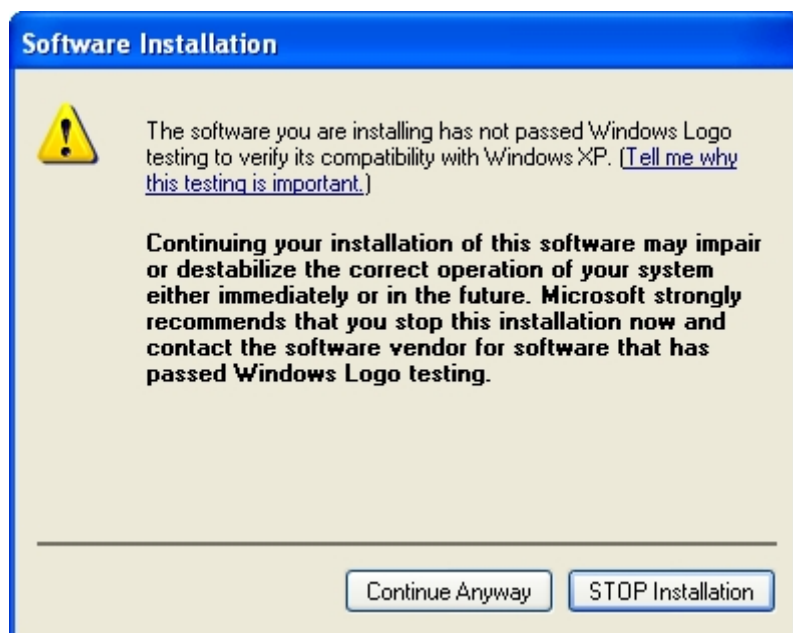 Software Installation
The software you are installing has not passed Windows Logo
testing to verify its compatibility with Windows XP. (Tell me why
this testing is important.)
Continuing your installation of this software may impair
or destabilize the correct operation of your system
either immediately or in the future. Microsoft strongly
recommends that you stop this installation now and
contact the software vendor for software that has
passed Windows Logo testing.
Continue Anyway
STOP Installation